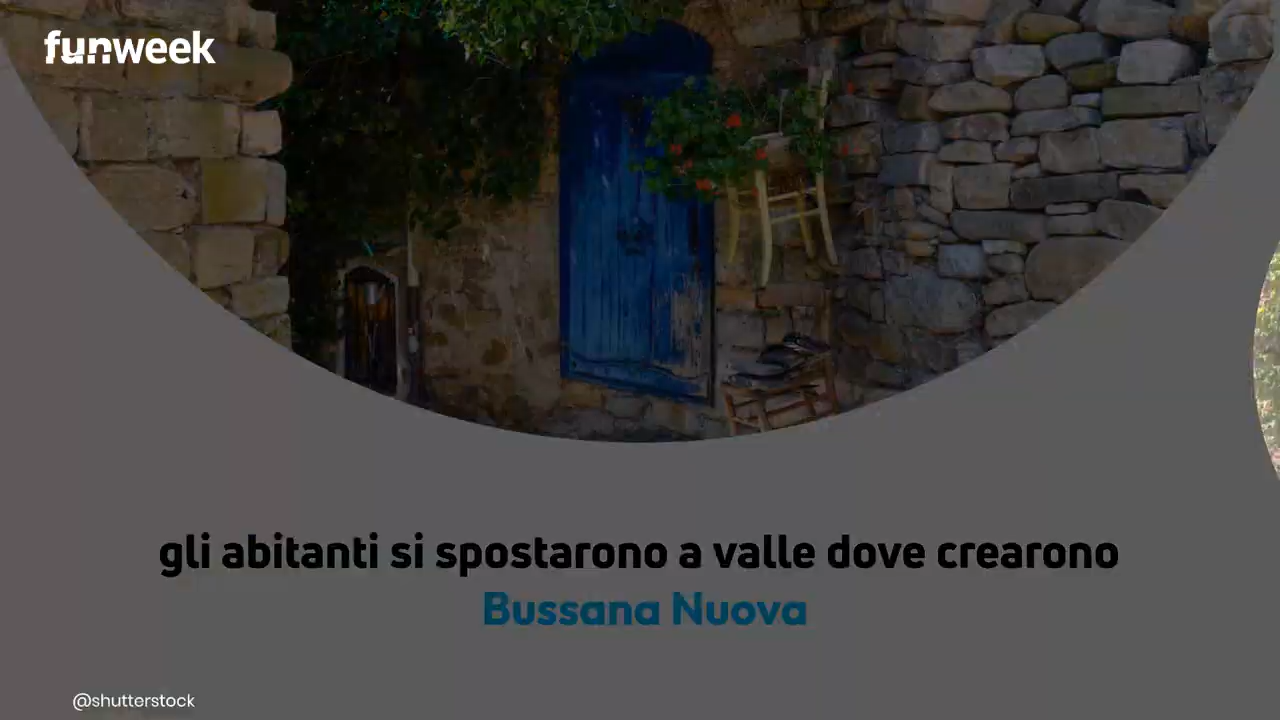 funweek
gli abitanti si spostarono a valle dove crearono
Bussana Nuova
@shutterstock